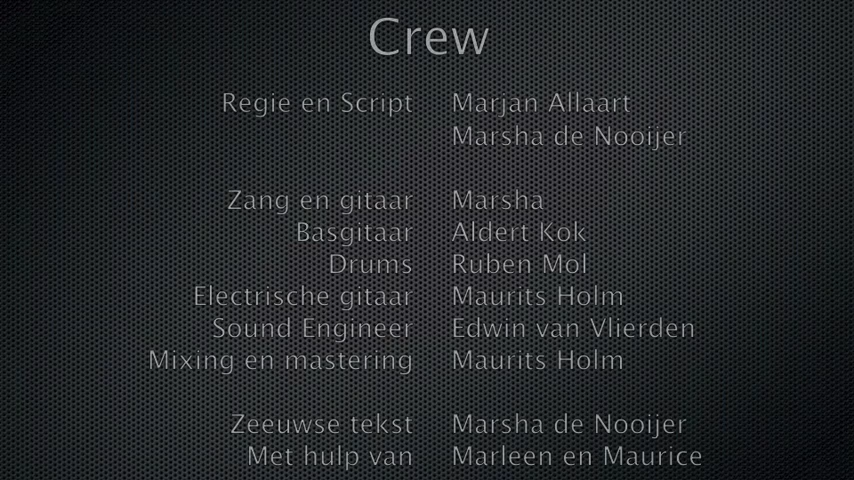 Crew
Regie en Script Marjan Allaart
Marsha de Nooijer
Zang en gitaar Marsha
Basgitaar Aldert Kok
Drums Ruben Mol
Electrische gitaar Maurits Holm
Sound Engineer Edwin van Vlierden
Mixing en mastering Maurits Holm
Zeeuwse tekst Marsha de Nooijer
Met hulp van Marleen en Maurice